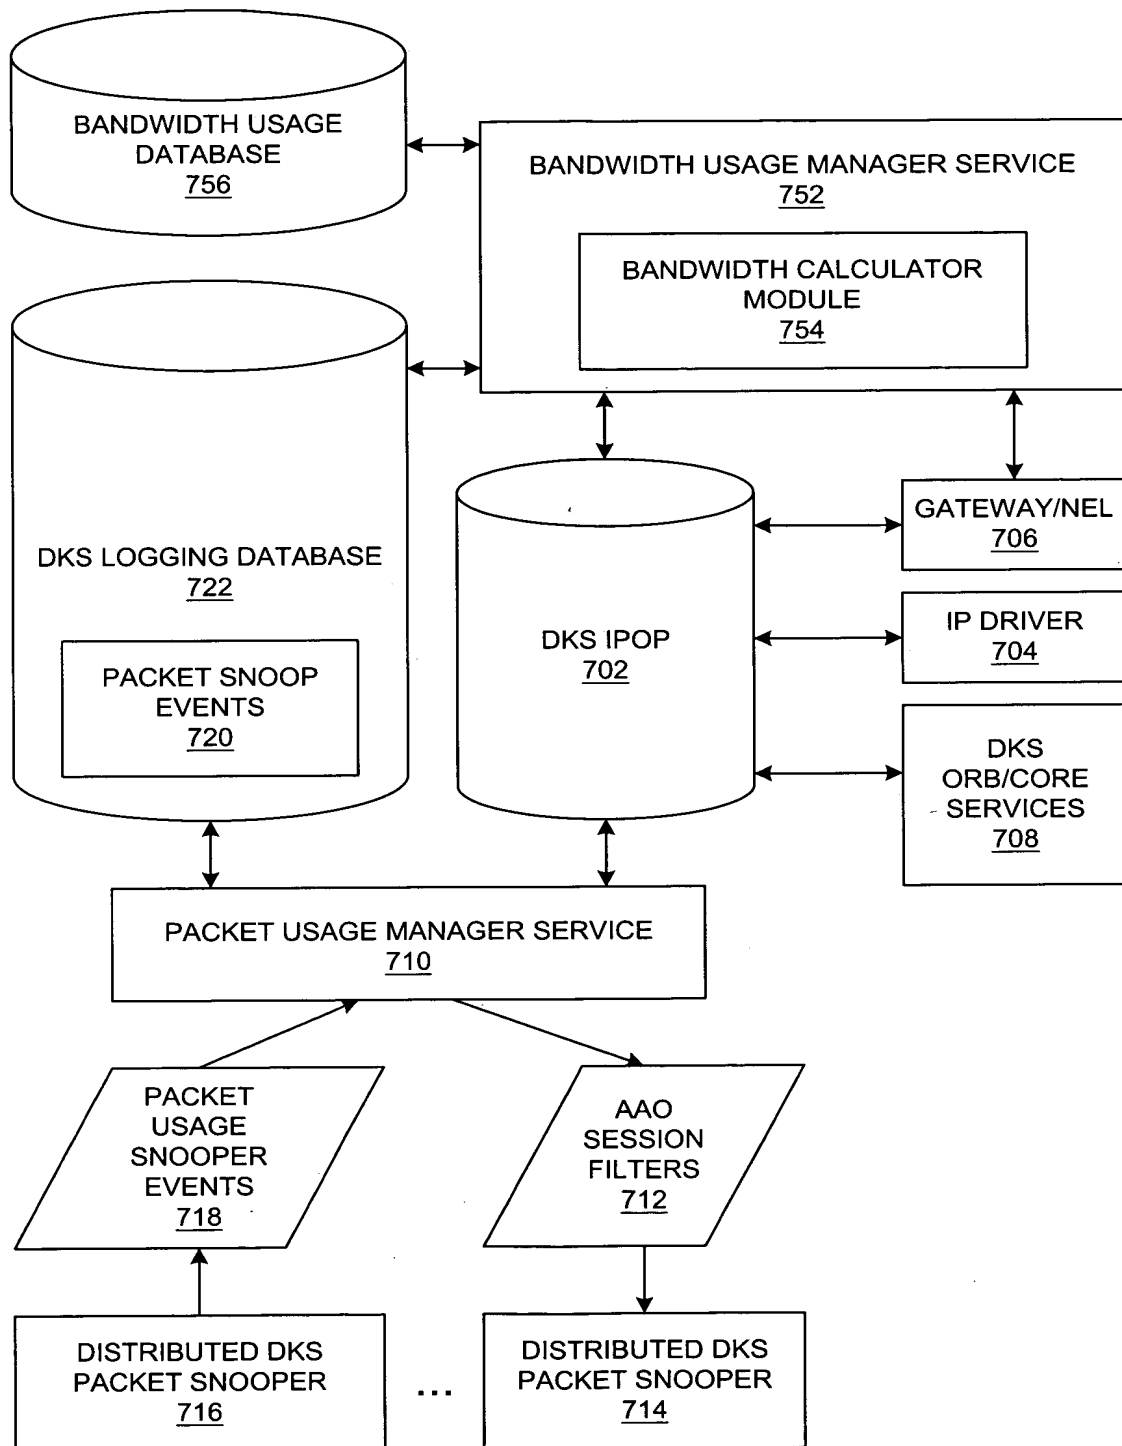 BANDWIDTH USAGE
DATABASE
756
BANDWIDTH USAGE MANAGER SERVICE
752
BANDWIDTH CALCULATOR
MODULE
754
DKS LOGGING DATABASE
722
PACKET SNOOP
EVENTS
720
DKS IPOP
702
GATEWAY/NEL
706
IP DRIVER
704
DKS
ORB/CORE
SERVICES
708
PACKET USAGE MANAGER SERVICE
710
PACKET
USAGE
SNOOPER
EVENTS
718
AAO
SESSION
FILTERS
712
DISTRIBUTED DKS
PACKET SNOOPER
716
...
DISTRIBUTED DKS
PACKET SNOOPER
714